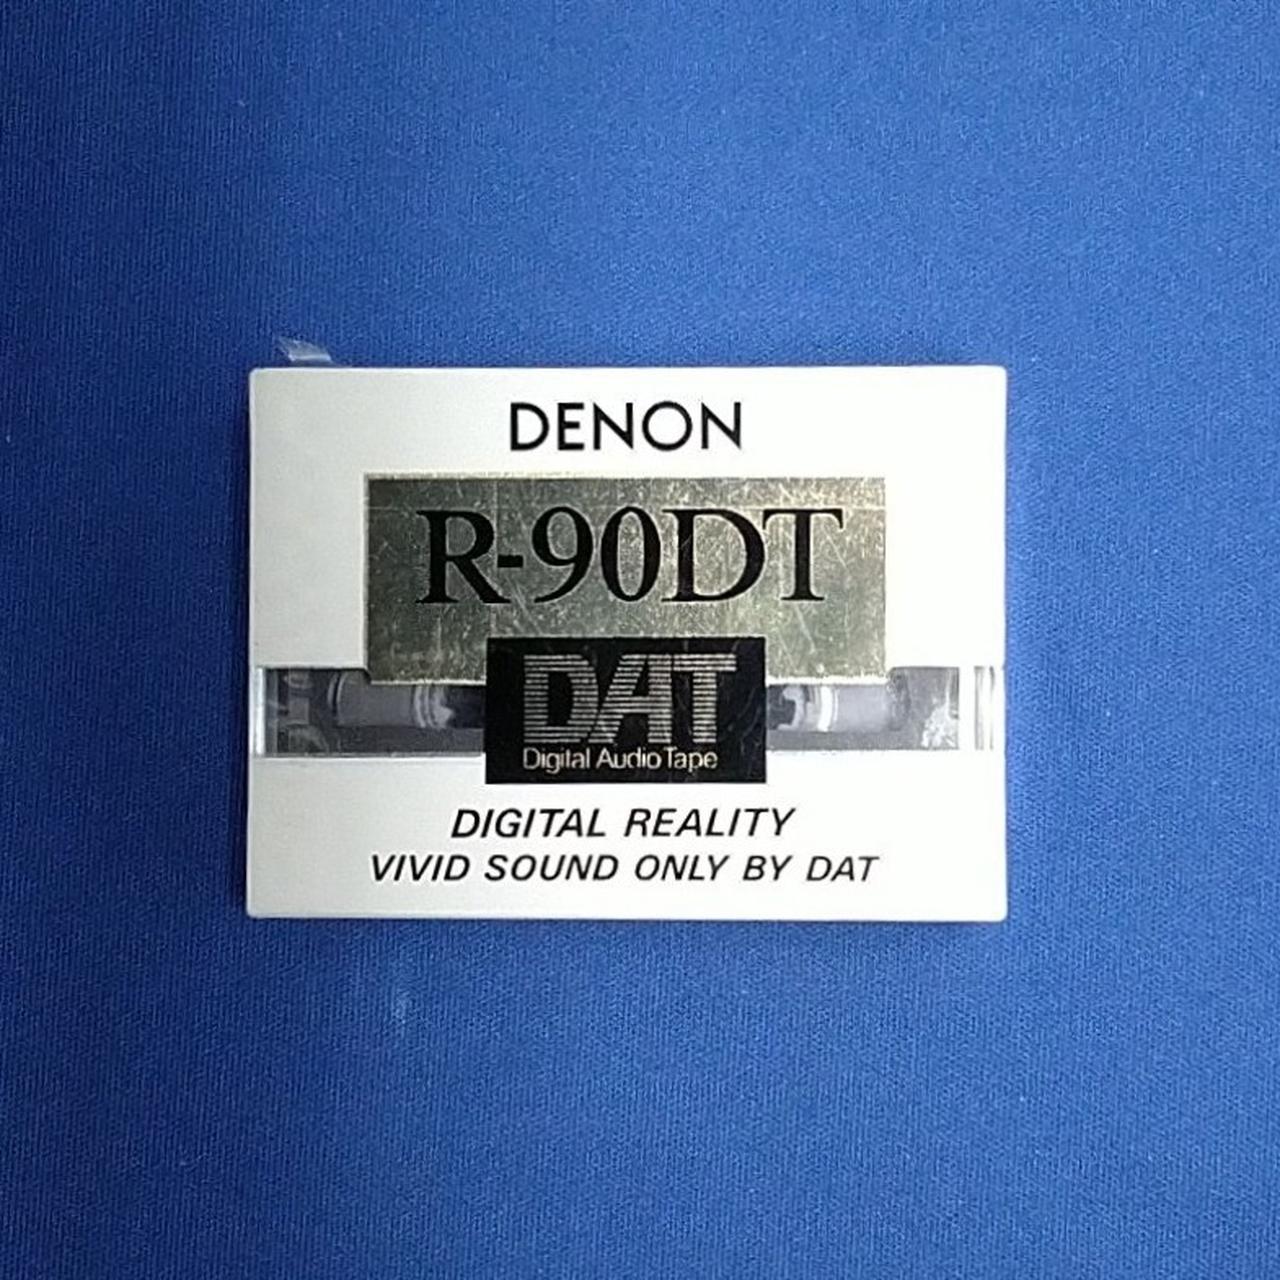 DENON
R-90DT
DAT
Digital Audio Tape
DIGITAL REALITY
VIVID SOUND ONLY BY DAT